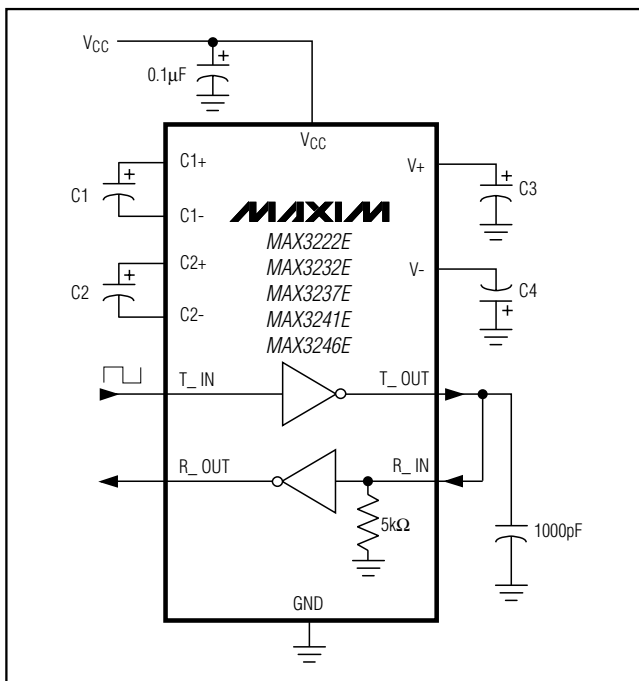 VCC
+
0.1µF
VCC
C1+
+
C1
C1-
V+
+
C3
MAXIM
MAX3222E
MAX3232E
MAX3237E
MAX3241E
MAX3246E
C2+
+
C2
C2-
V-
C4
+
T_ IN
T_ OUT
R_ OUT
R_ IN
5kΩ
1000pF
GND